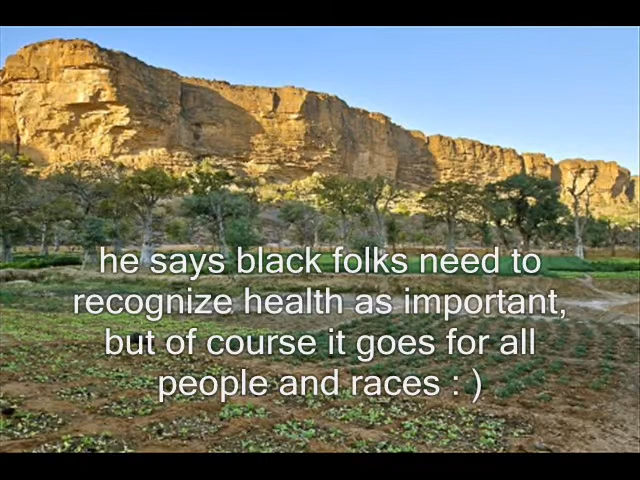 he says black folks need to
recognize health as important,
but of course it goes for all
people and races : )